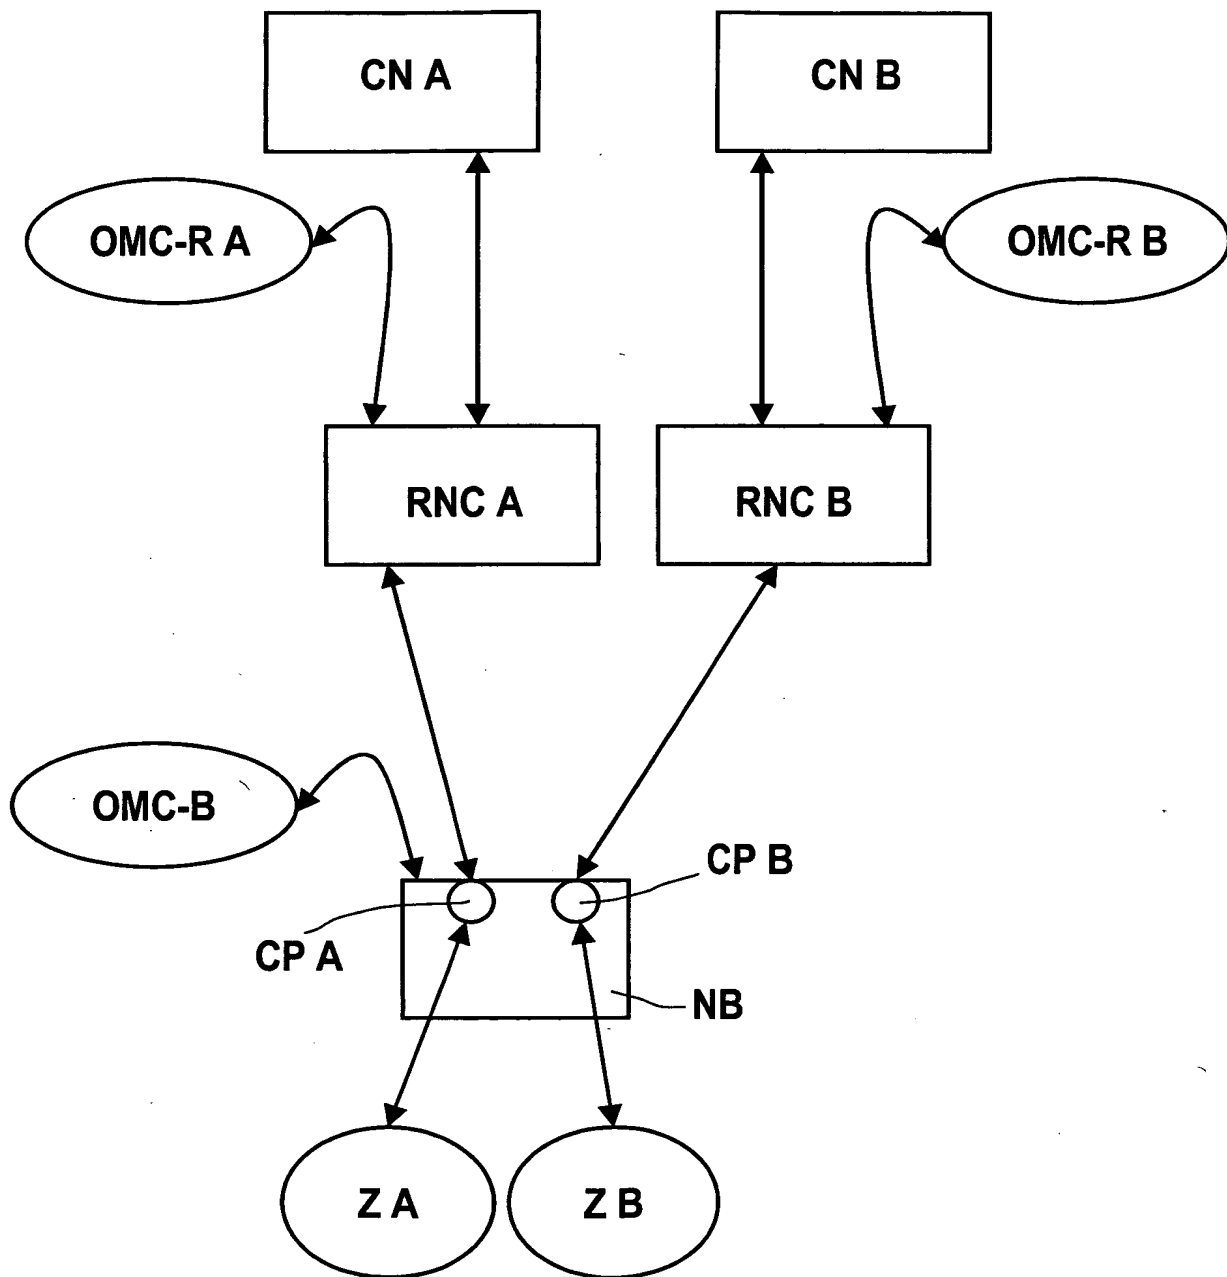 CN A
CN B
OMC-R A
OMC-R B
RNC A
RNC B
OMC-B
CP B
CP A
NB
Z A
Z B